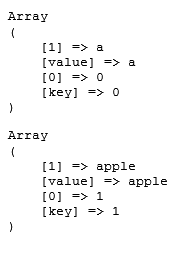 Array
(
    [1] => a
    [value] => a
    [0] => 0
    [key] => 0
)
Array
(
    [1] => apple
    [value] => apple
    [0] => 1
    [key] => 1
)